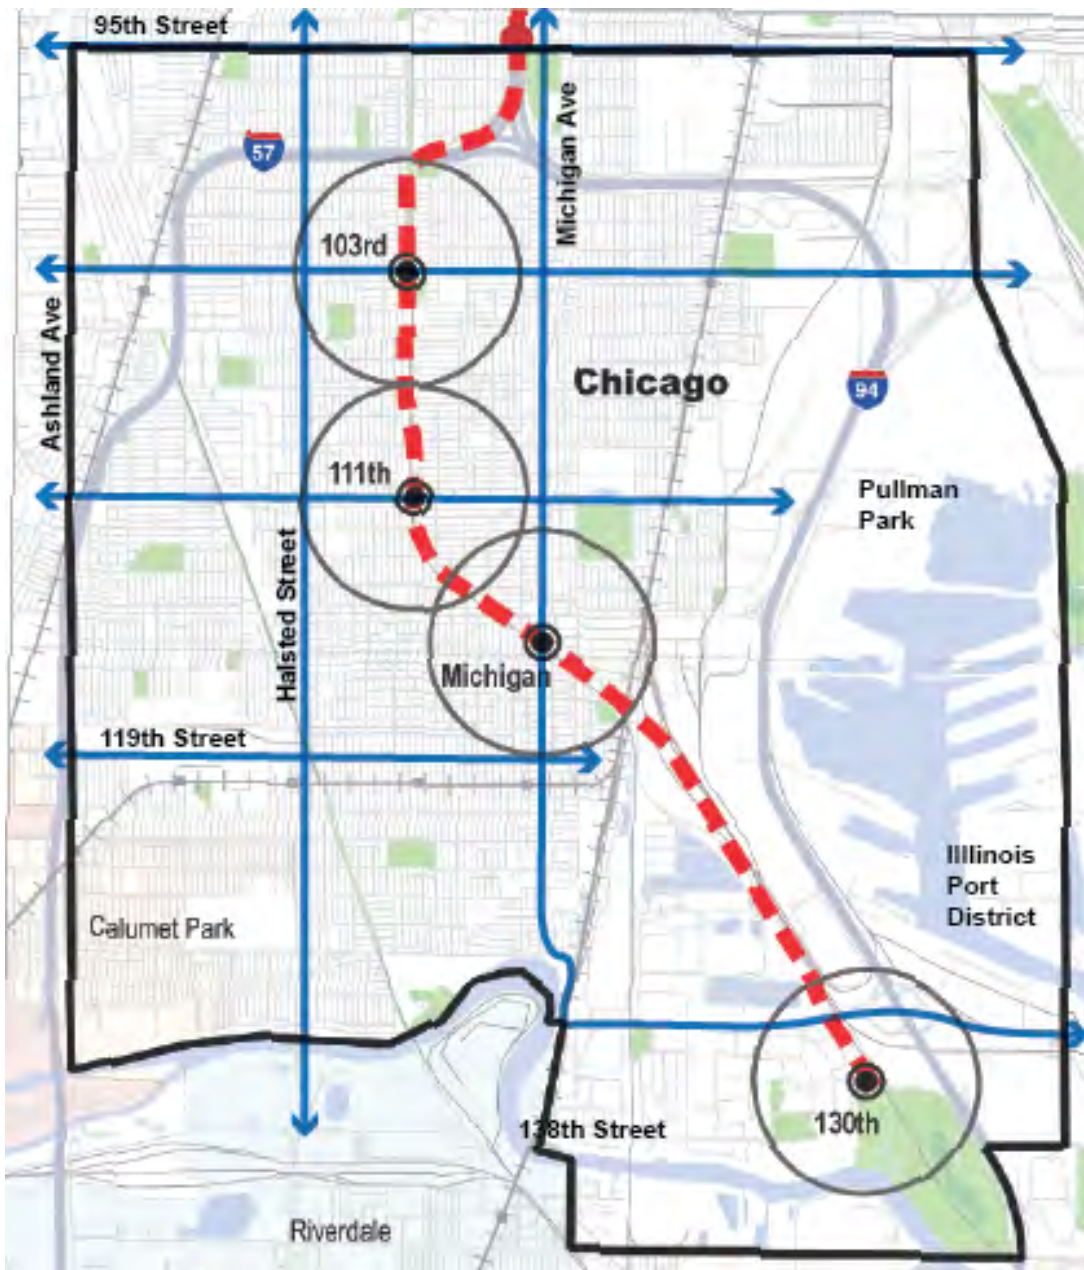 95th Street
Michigan Ave
57
103rd
Ashland Ave
Chicago
94
111th
Pullman
Park
Halsted Street
Michigan
119th Street
Illlinois
Port
District
Calumet Park
130th
138th Street
Riverdale